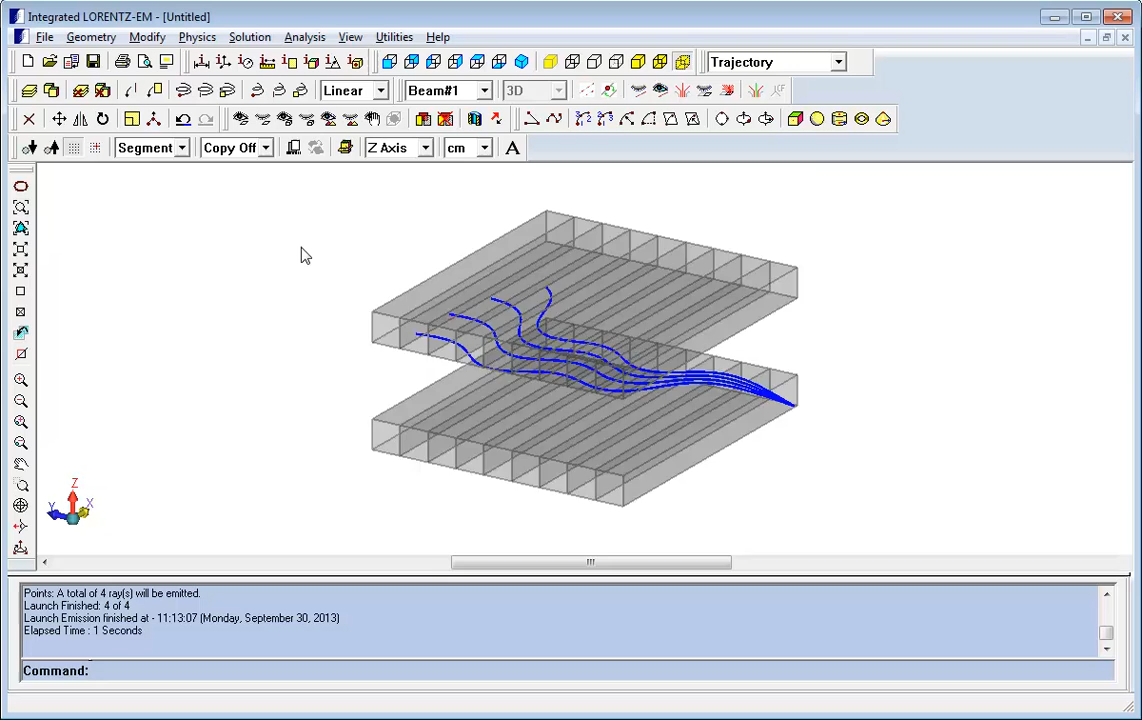 Integrated LORENTZ-EM - [Untitled]
File Geometry Modify Physics Solution Analysis View Utilities Help
Trajectory
Linear Beam#1 3D
Segment Copy Off Z Axis cm A
Z
Y X
Points: A total of 4 ray(s) will be emitted.
Launch Finished: 4 of 4
Launch Emission finished at - 11:13:07 (Monday, September 30, 2013)
Elapsed Time : 1 Seconds
Command: